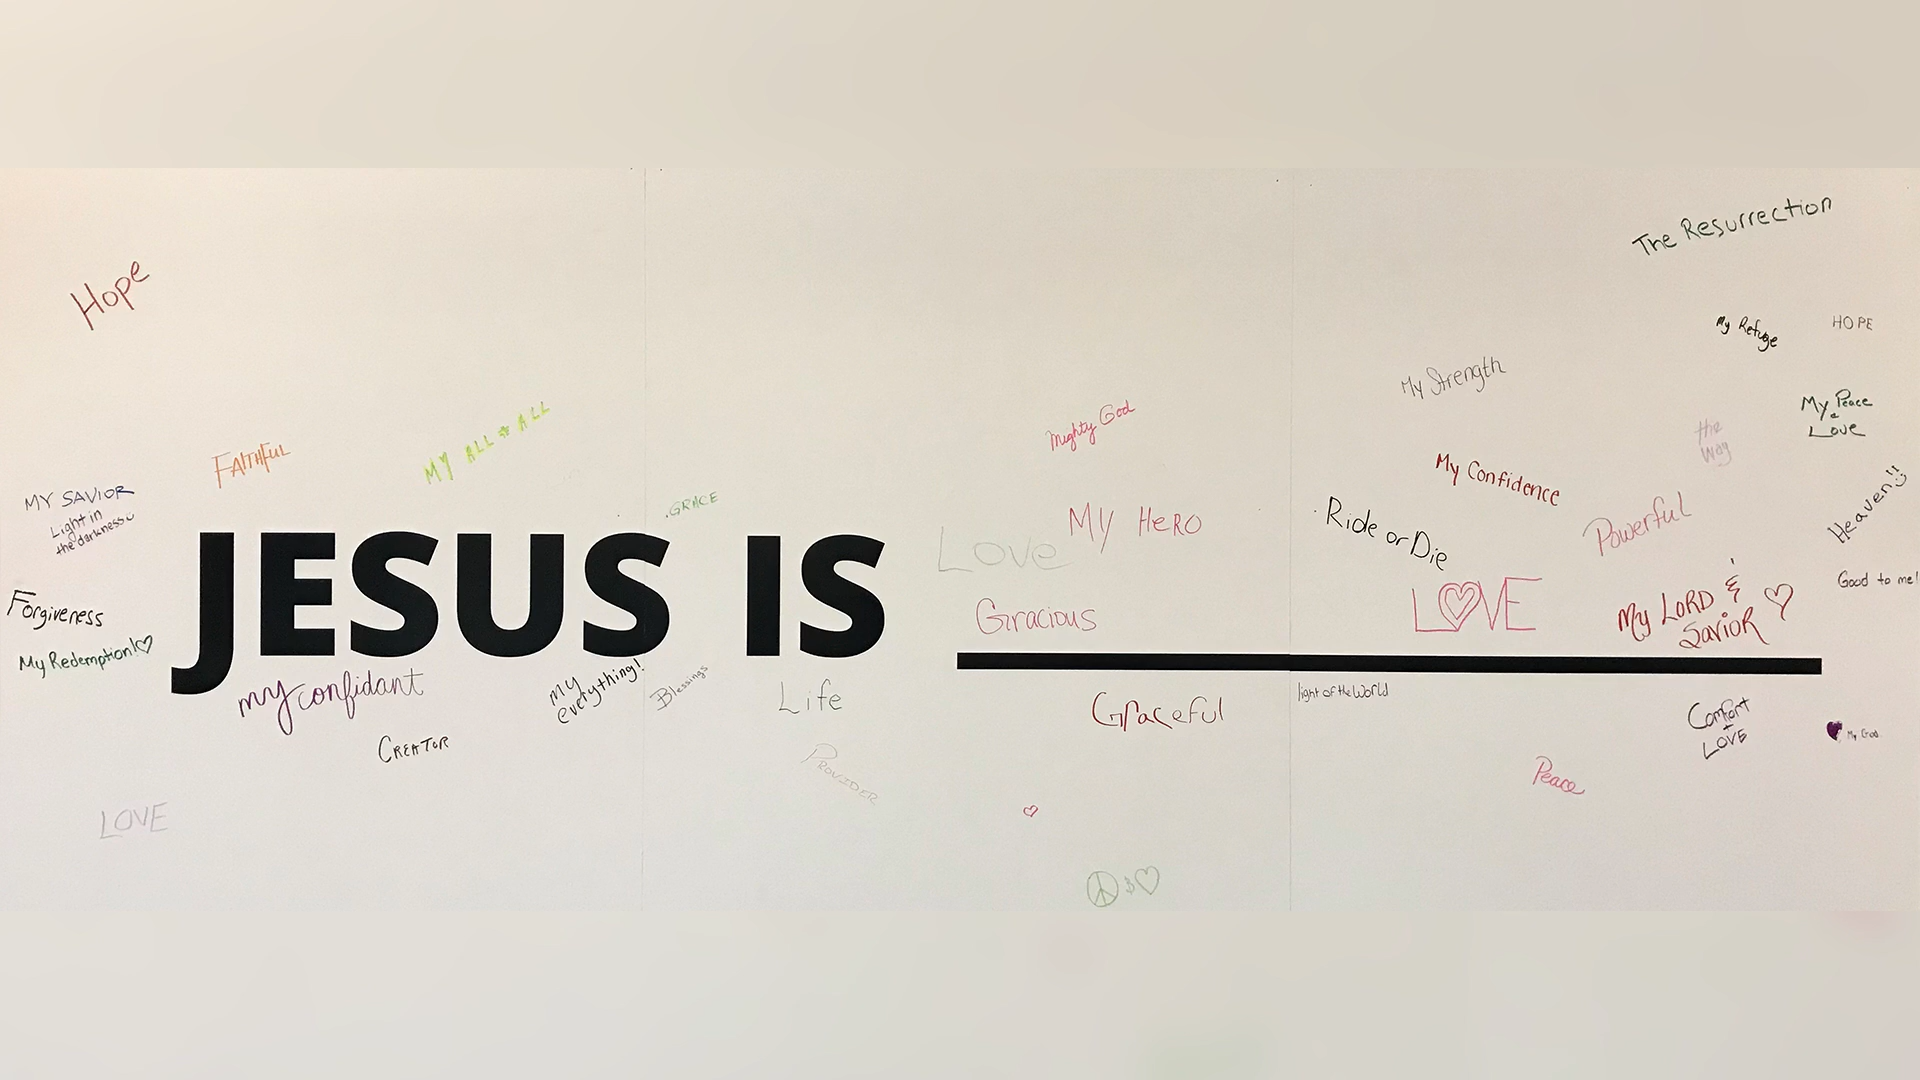 The Resurrection
Hope
My Refuge
HOPE
My Strength
My Peace
&
Love
Mighty God
the
way
FAITHFUL
MY ALL & ALL
My Confidence
MY SAVIOR
Light in
the darkness
GRACE
Heaven!!
Ride or Die
Powerful
MY HERO
Love
JESUS IS
Good to me!
Forgiveness
Gracious
LOVE
My LORD &
SavioR
My Redemption!
my confidant
my
everything!
Blessings
Life
light of the World
Graceful
Comfort
+
LOVE
My God
CREATOR
PROVIDER
Peace
LOVE
&